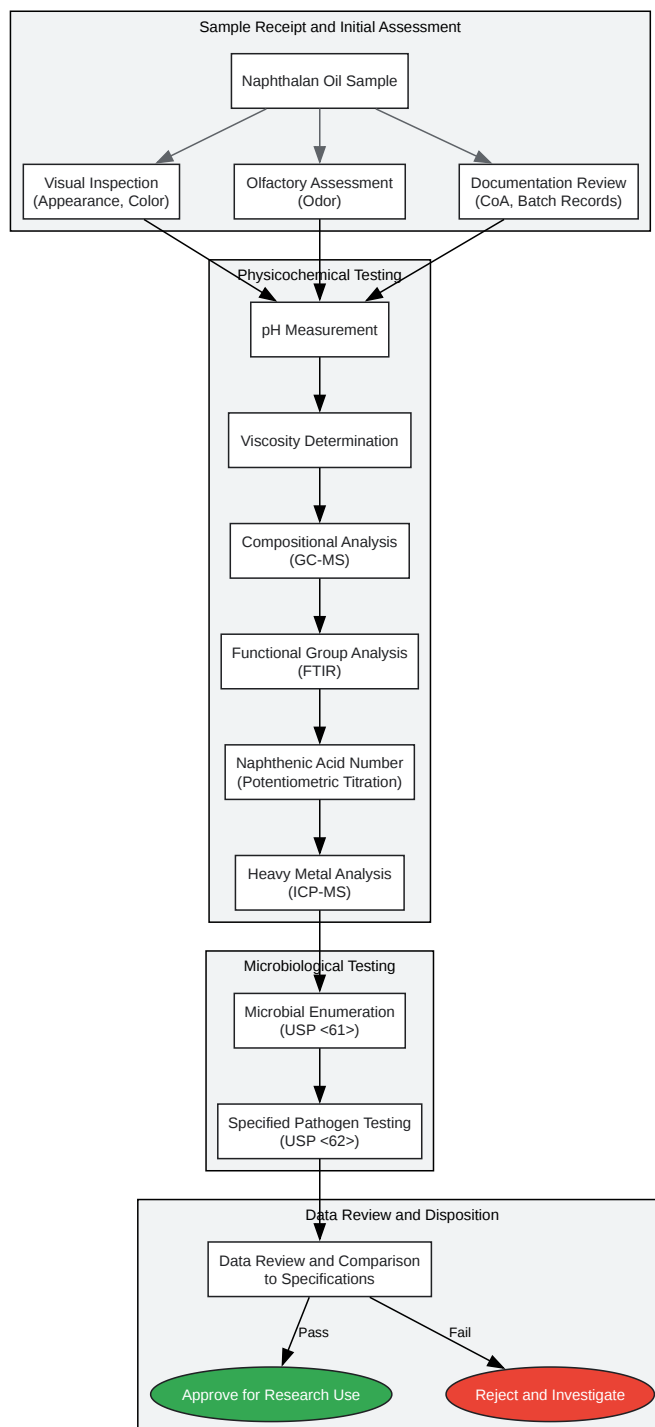 Sample Receipt and Initial Assessment
Naphthalan Oil Sample
Visual Inspection
(Appearance, Color)
Olfactory Assessment
(Odor)
Documentation Review
(CoA, Batch Records)
Physicochemical Testing
pH Measurement
Viscosity Determination
Compositional Analysis
(GC-MS)
Functional Group Analysis
(FTIR)
Naphthenic Acid Number
(Potentiometric Titration)
Heavy Metal Analysis
(ICP-MS)
Microbiological Testing
Microbial Enumeration
(USP <61>)
Specified Pathogen Testing
(USP <62>)
Data Review and Disposition
Data Review and Comparison
to Specifications
Pass
Fail
Approve for Research Use
Reject and Investigate